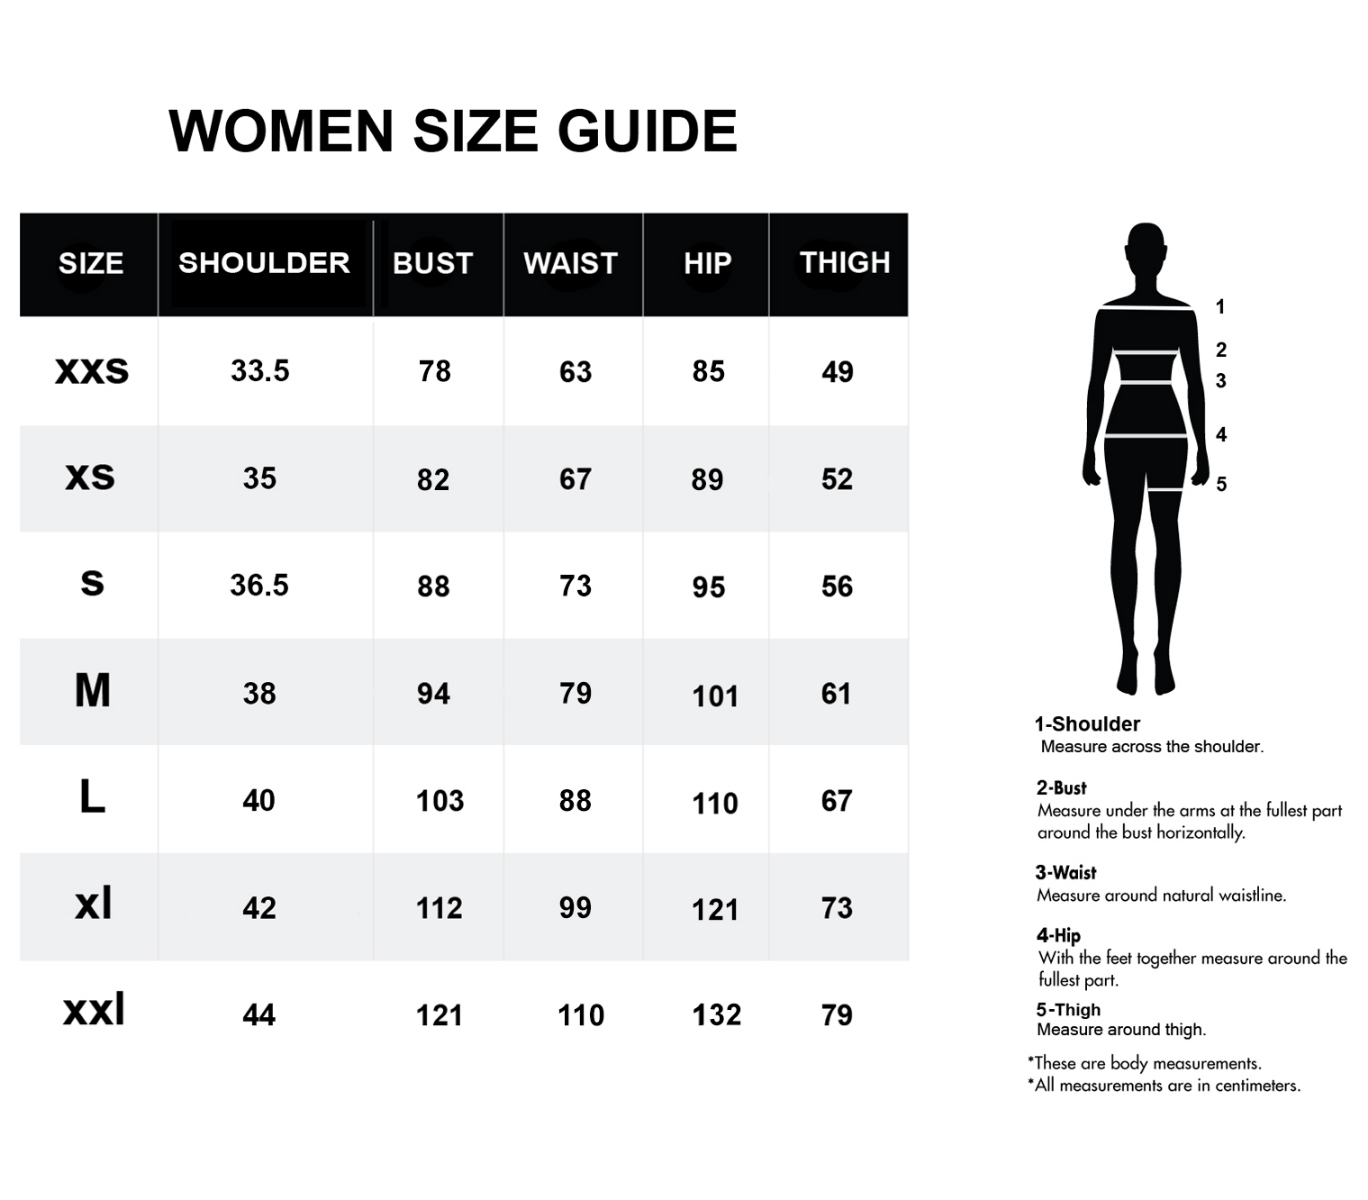 WOMEN SIZE GUIDE
SIZE SHOULDER BUST WAIST HIP THIGH
xxs 33.5 78 63 85 49
xs 35 82 67 89 52
s 36.5 88 73 95 56
M 38 94 79 101 61
L 40 103 88 110 67
xl 42 112 99 121 73
xxl 44 121 110 132 79
1
2
3
4
5
1-Shoulder
Measure across the shoulder.
2-Bust
Measure under the arms at the fullest part
around the bust horizontally.
3-Waist
Measure around natural waistline.
4-Hip
With the feet together measure around the
fullest part.
5-Thigh
Measure around thigh.
*These are body measurements.
*All measurements are in centimeters.